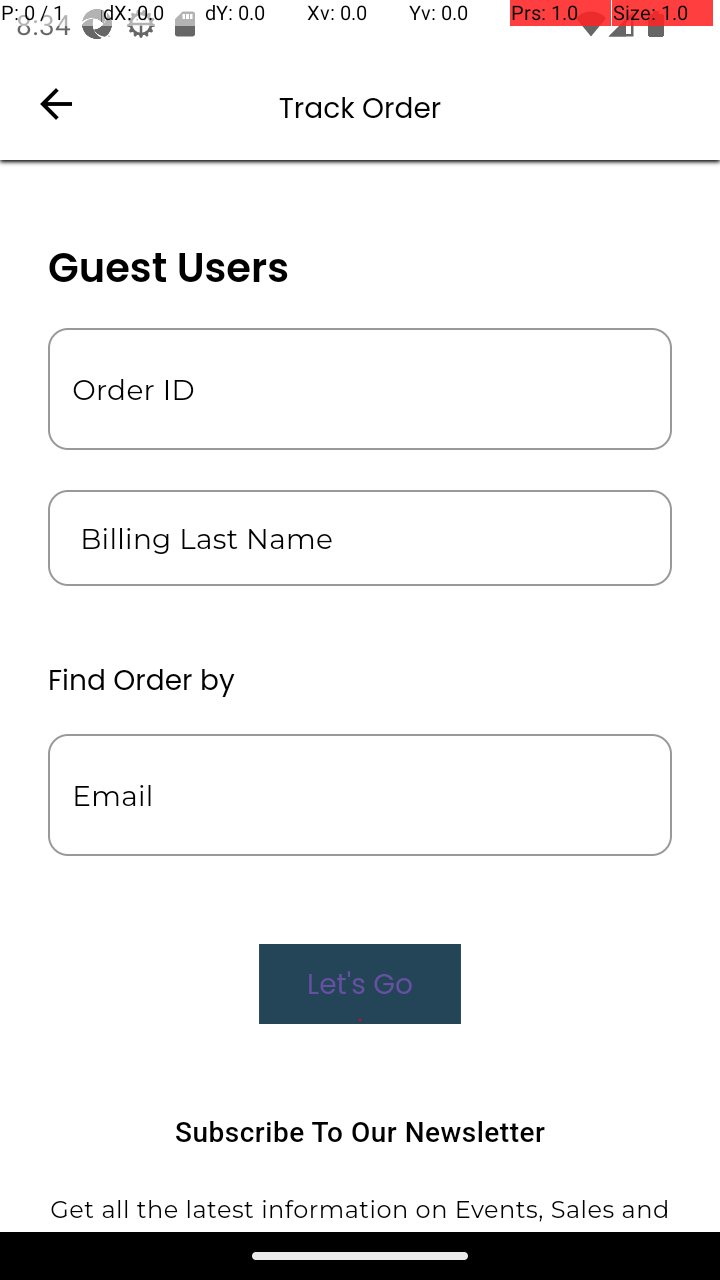 P: 0 / 1 dX: 0.0 dY: 0.0 Xv: 0.0 Yv: 0.0 Prs: 1.0 Size: 1.0
8:34
Track Order
Guest Users
Order ID
Billing Last Name
Find Order by
Email
Let's Go
Subscribe To Our Newsletter
Get all the latest information on Events, Sales and